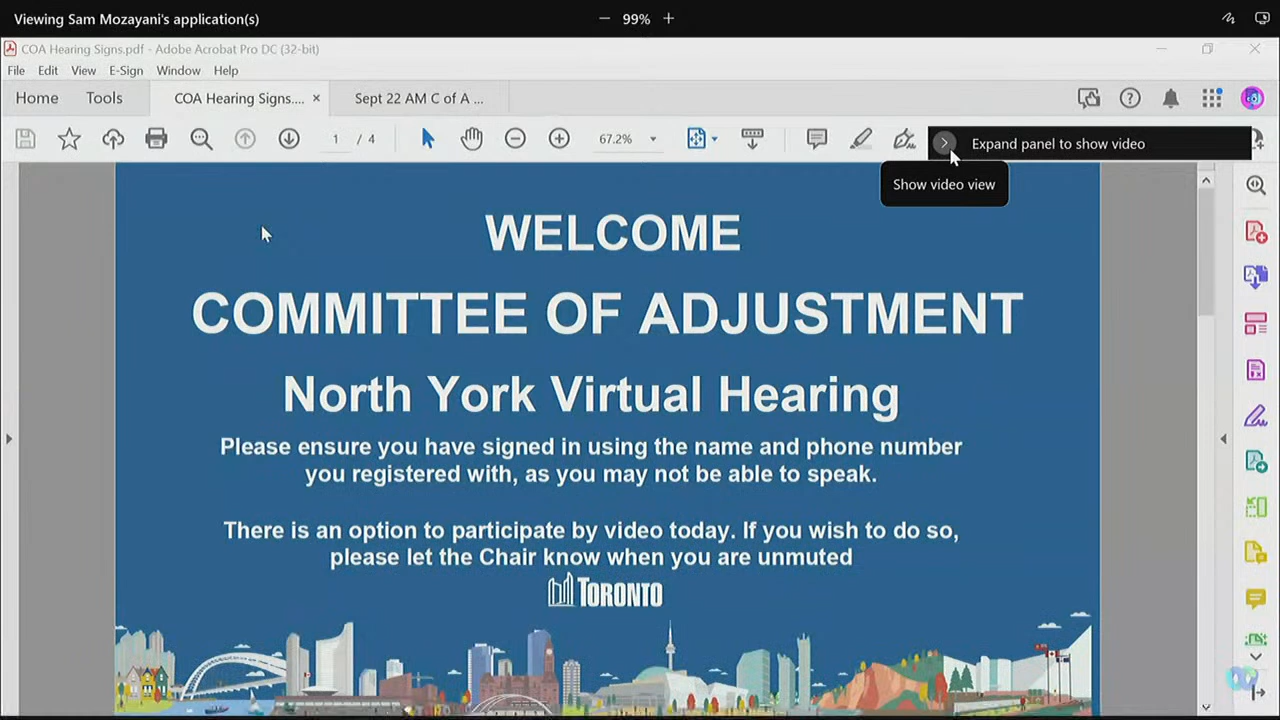 Viewing Sam Mozayani's application(s)
99%
COA Hearing Signs.pdf - Adobe Acrobat Pro DC (32-bit)
File Edit View E-Sign Window Help
Home Tools COA Hearing Signs.... × Sept 22 AM C of A ...
1 / 4 67.2%
Expand panel to show video
Show video view
WELCOME
COMMITTEE OF ADJUSTMENT
North York Virtual Hearing
Please ensure you have signed in using the name and phone number
you registered with, as you may not be able to speak.
There is an option to participate by video today. If you wish to do so,
please let the Chair know when you are unmuted
TORONTO